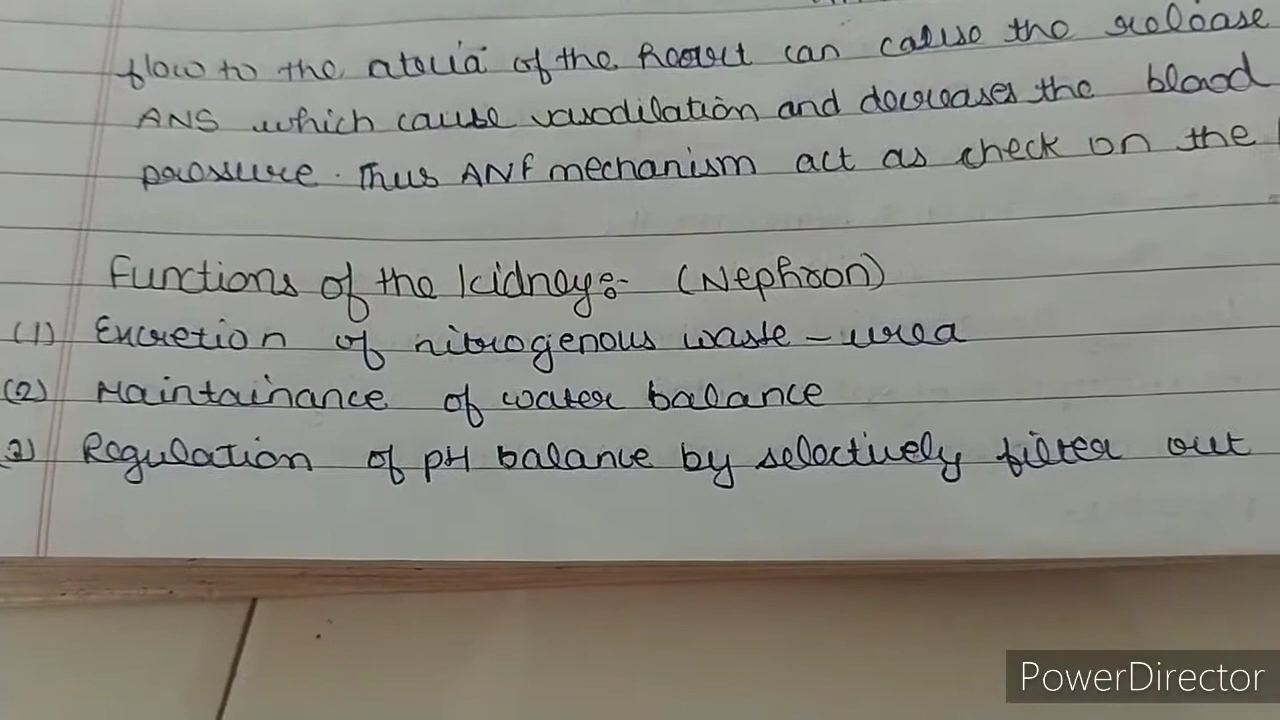 flow to the atria of the heart can cause the release
ANS which cause vasodilation and decreases the blood
pressure. Thus ANF mechanism act as check on the
Functions of the kidney:- (Nephron)
(1) Excretion of nitrogenous waste - urea
(2) Maintainance of water balance
3) Regulation of pH balance by selectively filter out
PowerDirector